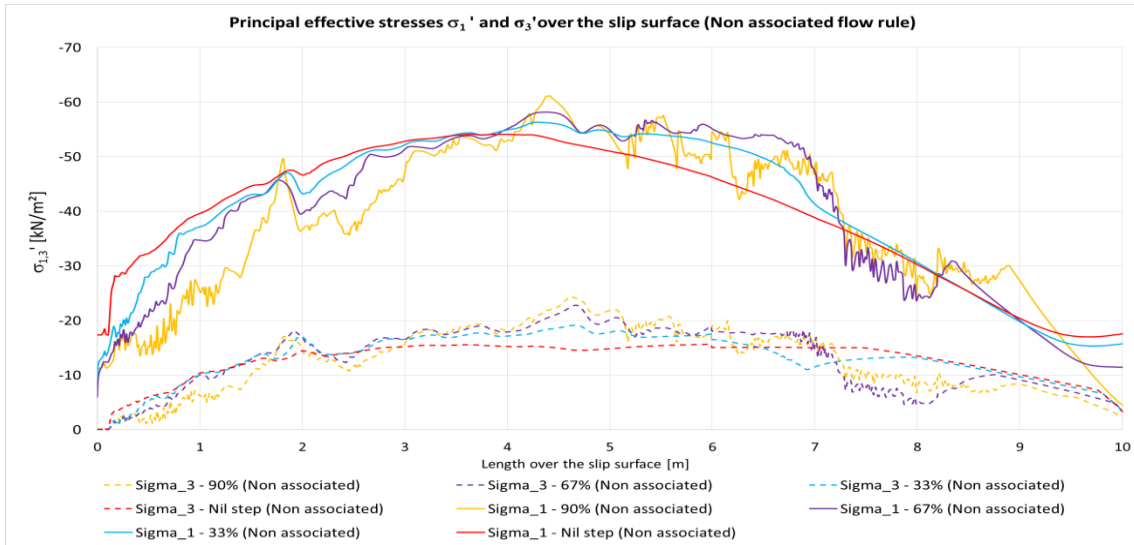 Principal effective stresses σ₁ ' and σ₃'over the slip surface (Non associated flow rule)
-70
-60
-50
-40
-30
-20
-10
0
σ₁,₃' [kN/m²]
0 1 2 3 4 5 6 7 8 9 10
Length over the slip surface [m]
Sigma_3 - 90% (Non associated) Sigma_3 - 67% (Non associated) Sigma_3 - 33% (Non associated)
Sigma_3 - Nil step (Non associated) Sigma_1 - 90% (Non associated) Sigma_1 - 67% (Non associated)
Sigma_1 - 33% (Non associated) Sigma_1 - Nil step (Non associated)